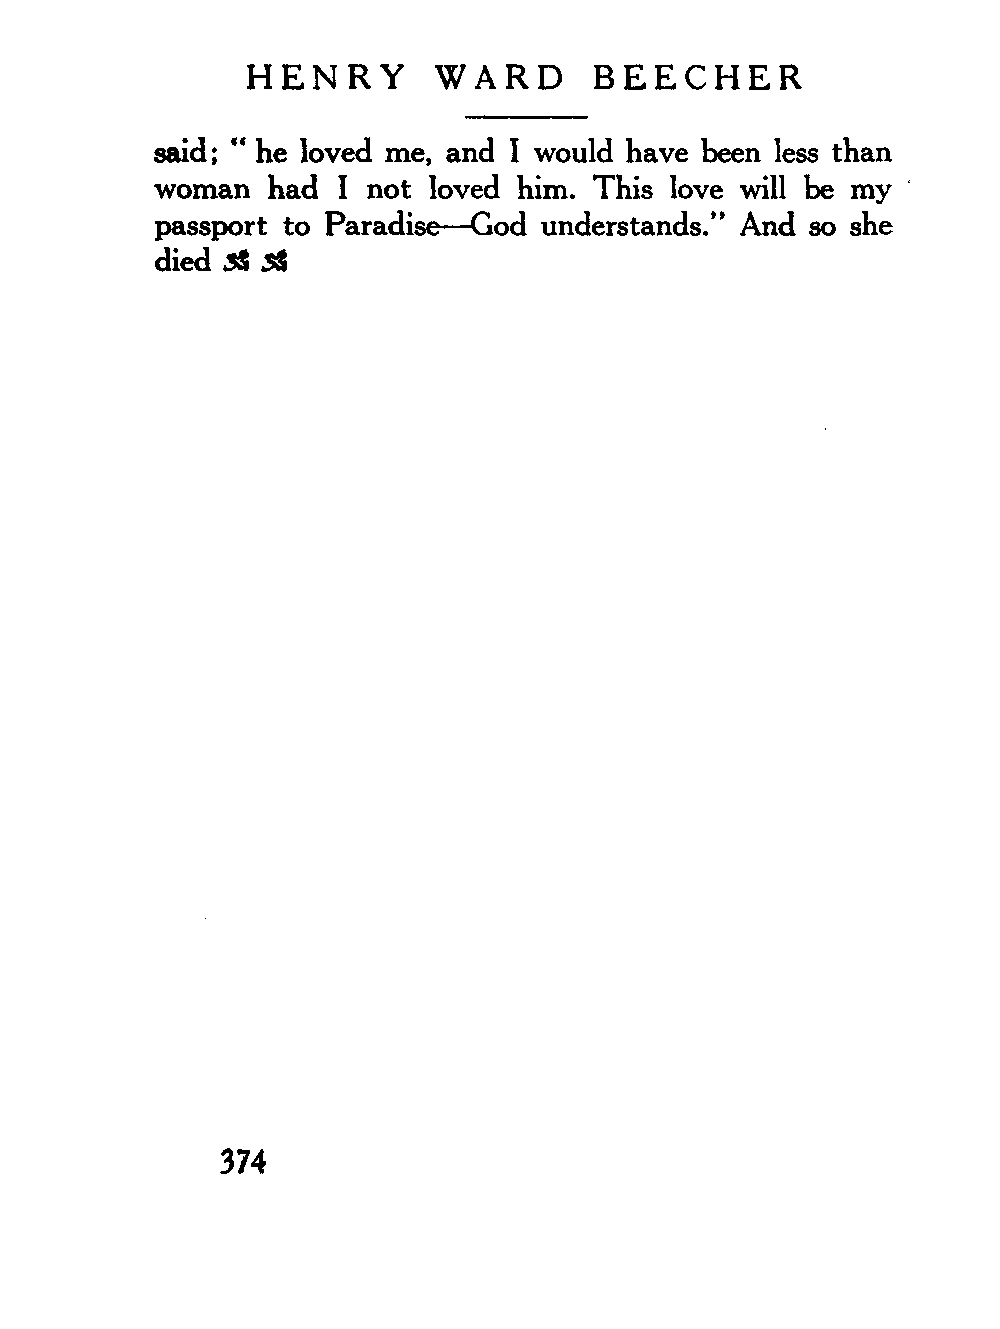 HENRY WARD BEECHER
said; “ he loved me, and I would have been less than
woman had I not loved him. This love will be my
passport to Paradise—God understands.” And so she
died
374